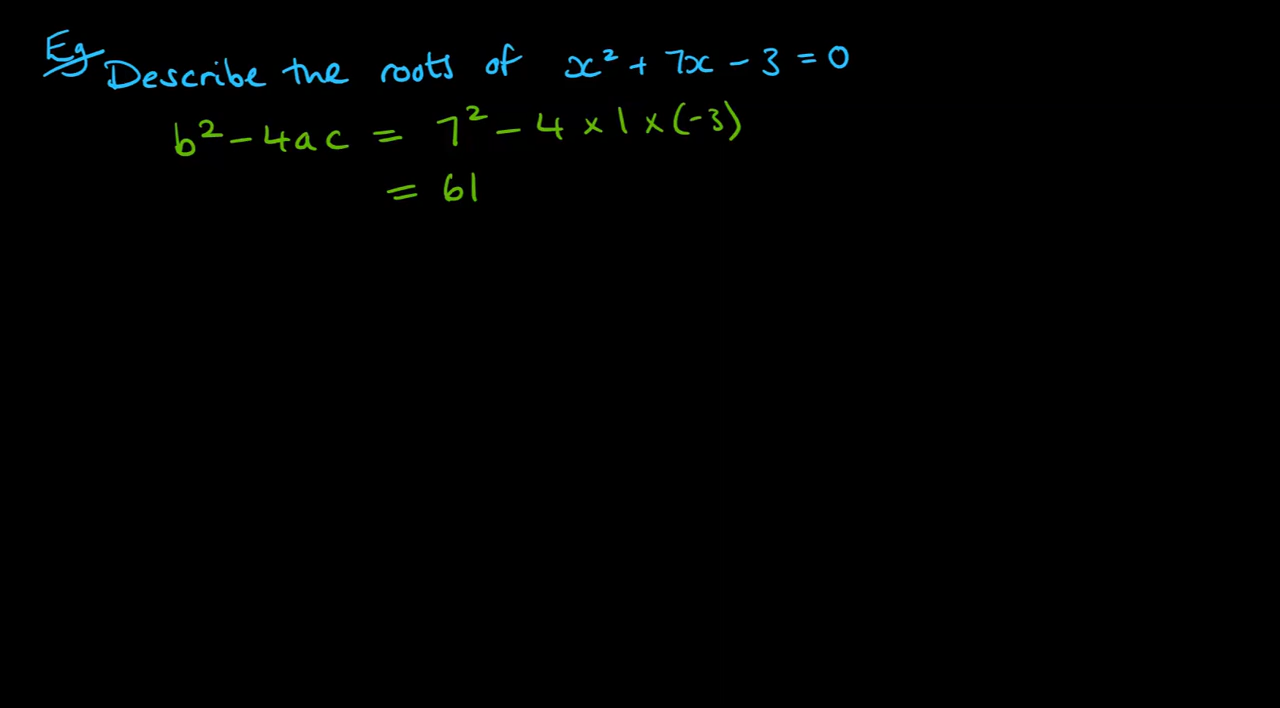 Eg Describe the roots of x² + 7x - 3 = 0
b² - 4ac = 7² - 4 × 1 × (-3)
= 61